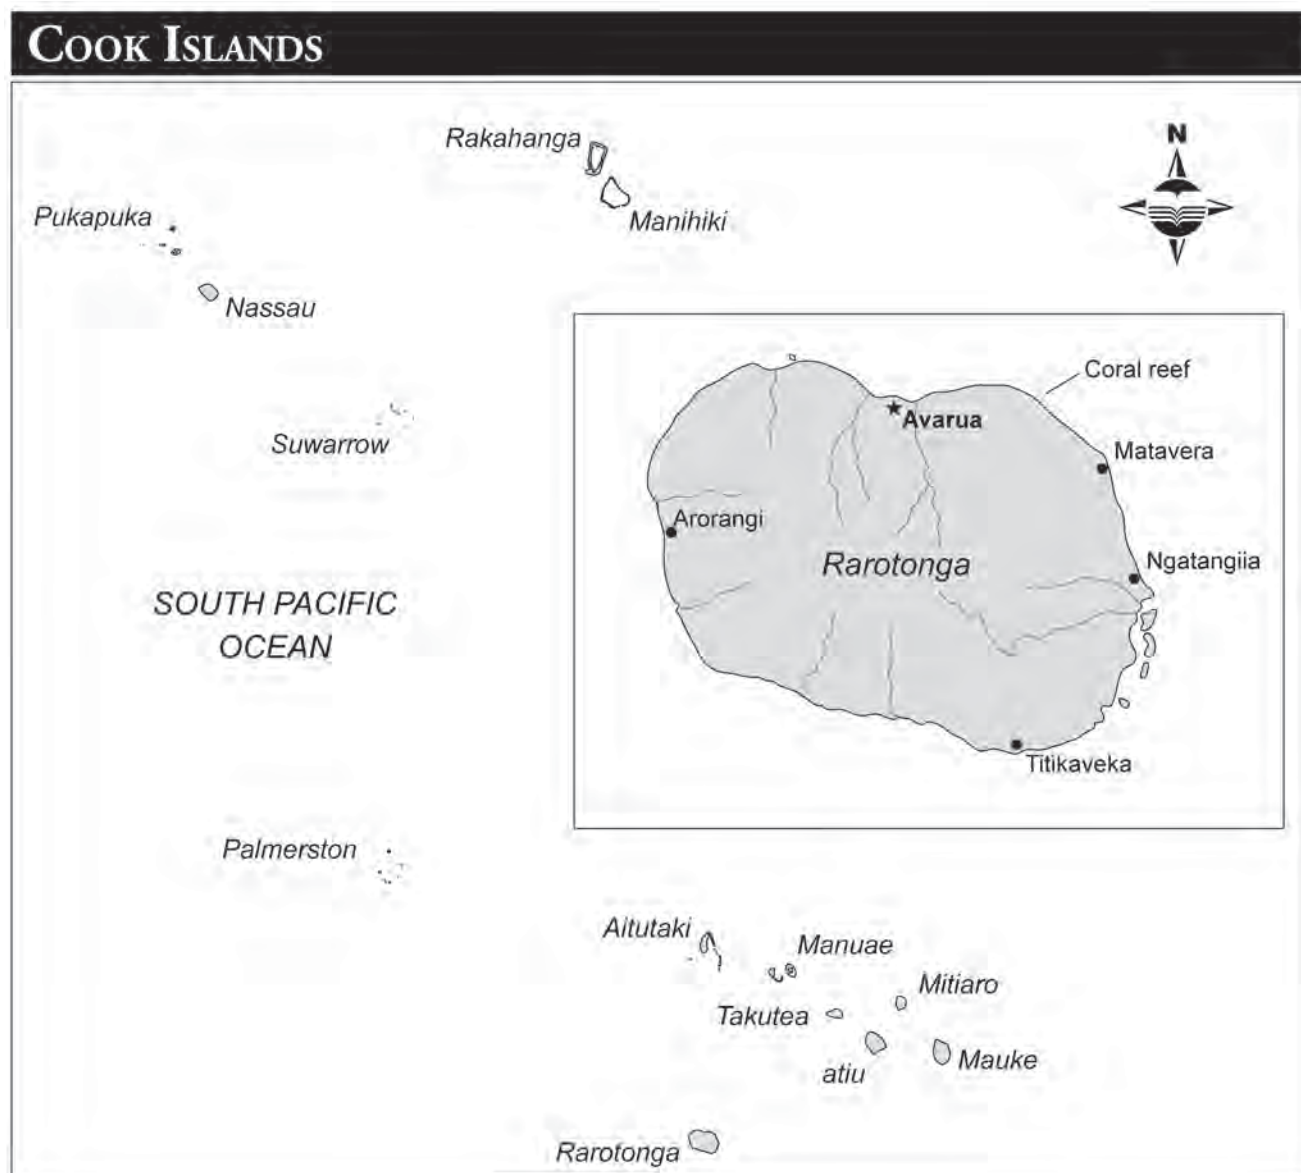 COOK ISLANDS
Rakahanga
N
Pukapuka
Manihiki
Nassau
Coral reef
Avarua
Suwarrow
Matavera
Arorangi
Ngatangiia
Rarotonga
SOUTH PACIFIC
OCEAN
Titikaveka
Palmerston
Aitutaki
Manuae
Mitiaro
Takutea
atiu
Mauke
Rarotonga